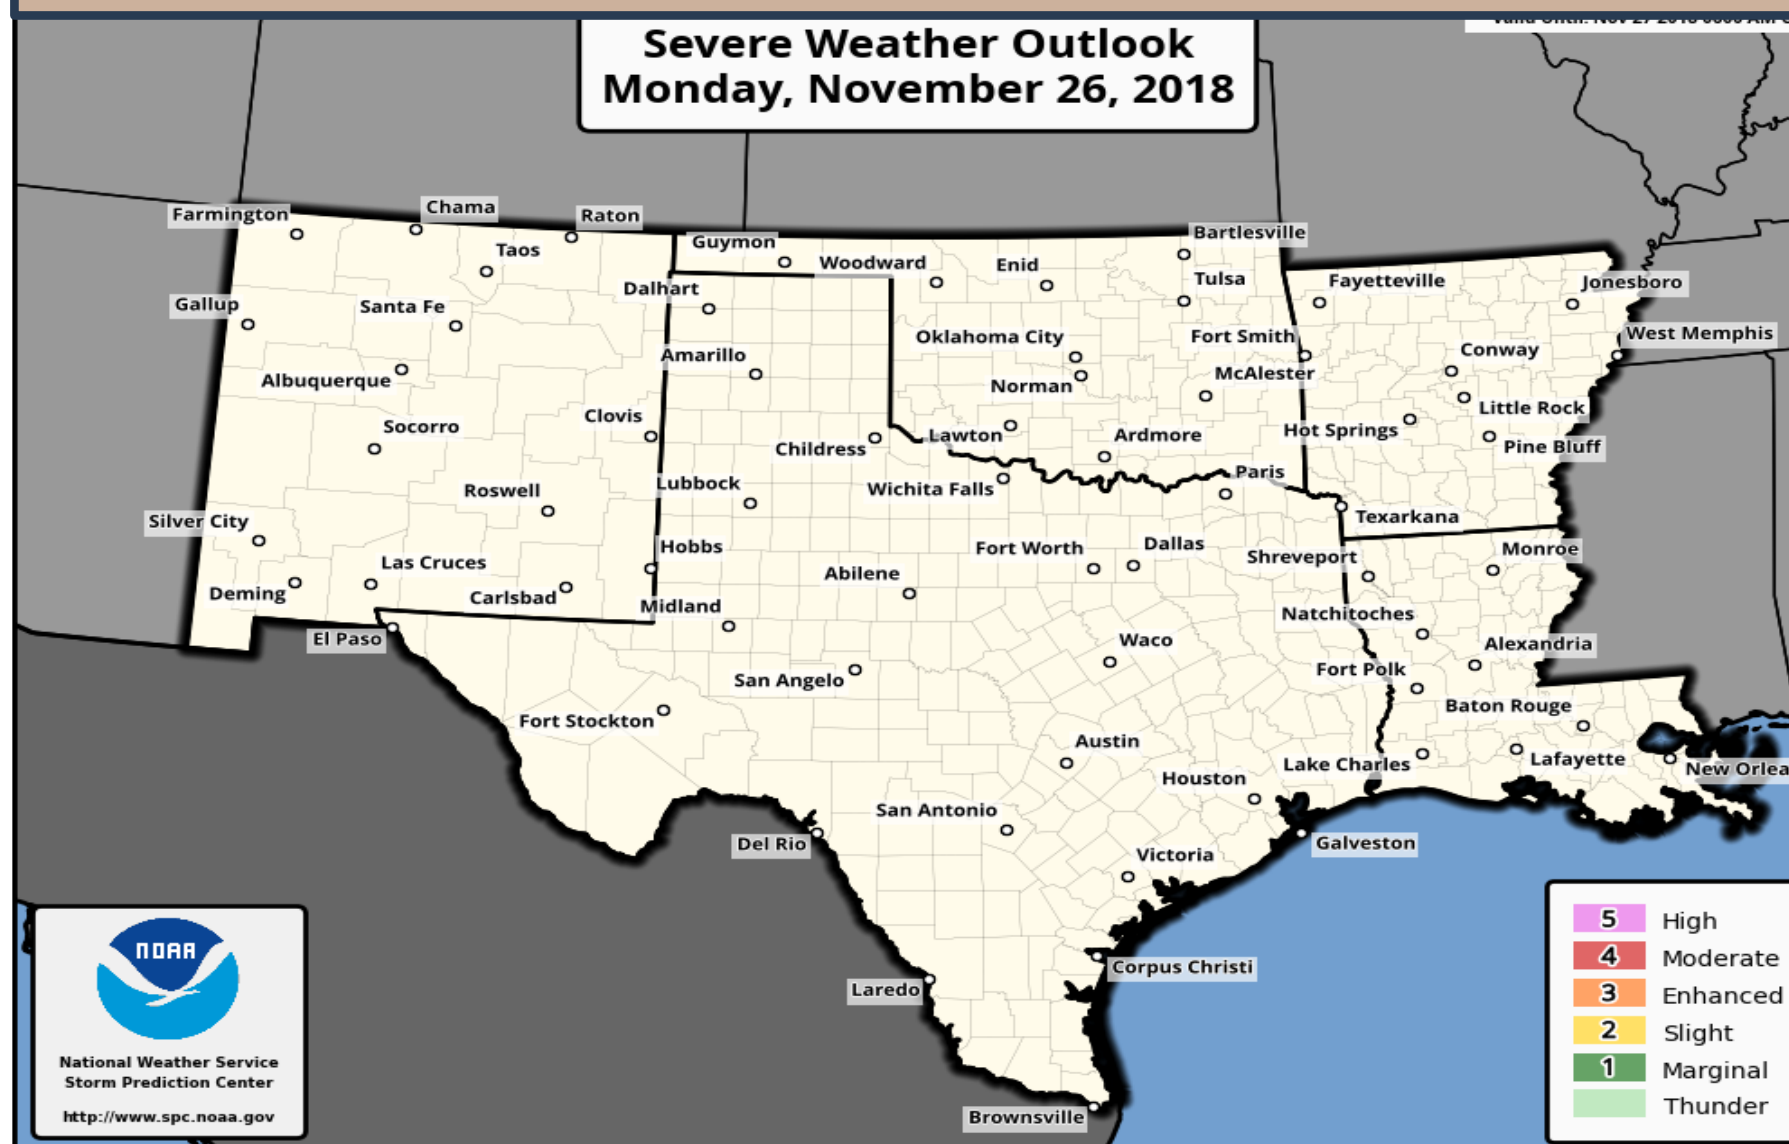 Severe Weather Outlook
Monday, November 26, 2018
Farmington
Chama
Raton
Taos
Guymon
Woodward
Enid
Bartlesville
Tulsa
Fayetteville
Jonesboro
Gallup
Santa Fe
Dalhart
Oklahoma City
Fort Smith
West Memphis
Albuquerque
Amarillo
Norman
McAlester
Conway
Socorro
Clovis
Childress
Lawton
Ardmore
Hot Springs
Little Rock
Pine Bluff
Roswell
Lubbock
Wichita Falls
Paris
Texarkana
Silver City
Las Cruces
Hobbs
Abilene
Fort Worth
Dallas
Shreveport
Monroe
Deming
Carlsbad
Midland
Natchitoches
El Paso
San Angelo
Waco
Fort Polk
Alexandria
Fort Stockton
Austin
Baton Rouge
Houston
Lake Charles
Lafayette
New Orlea
San Antonio
Del Rio
Victoria
Galveston
Laredo
Corpus Christi
Brownsville
NOAA
National Weather Service
Storm Prediction Center
http://www.spc.noaa.gov
5 High
4 Moderate
3 Enhanced
2 Slight
1 Marginal
Thunder